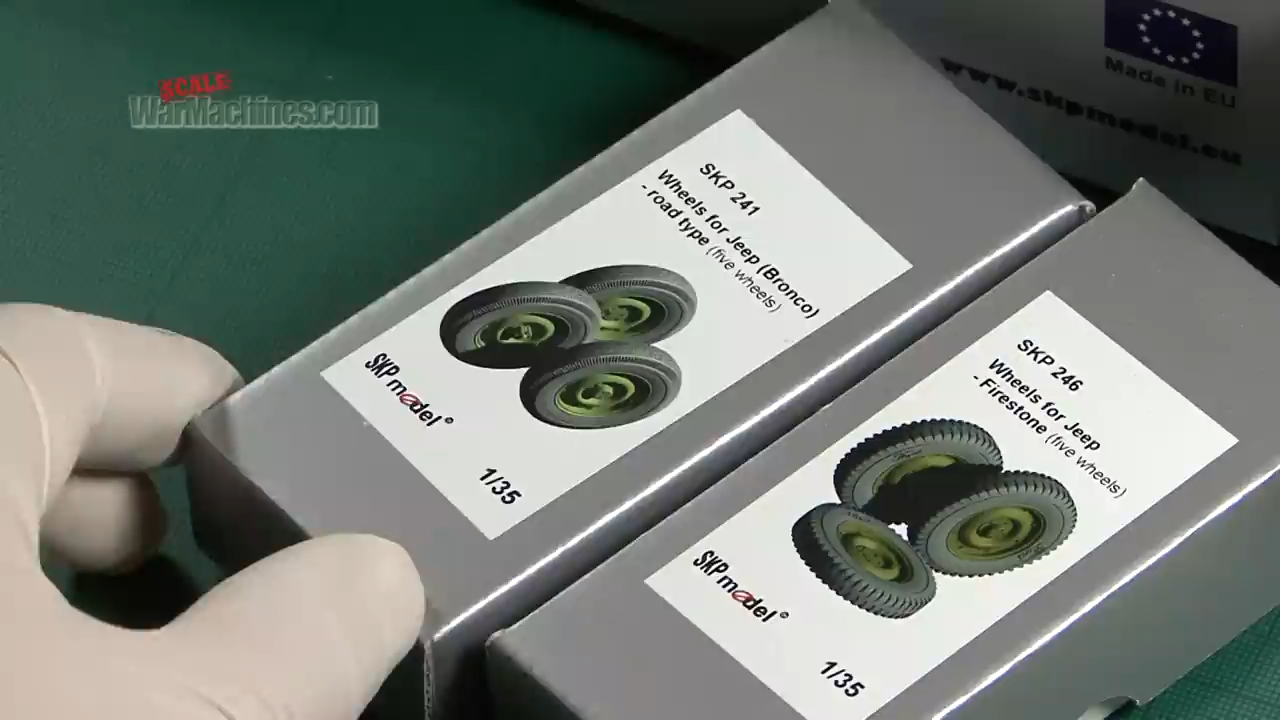 SCALE
WarMachines.com
Made in EU
www.skpmodel.eu
SKP 241
Wheels for Jeep (Bronco)
- road type (five wheels)
SKP model ©
1/35
SKP 246
Wheels for Jeep
- Firestone (five wheels)
SKP model ©
1/35